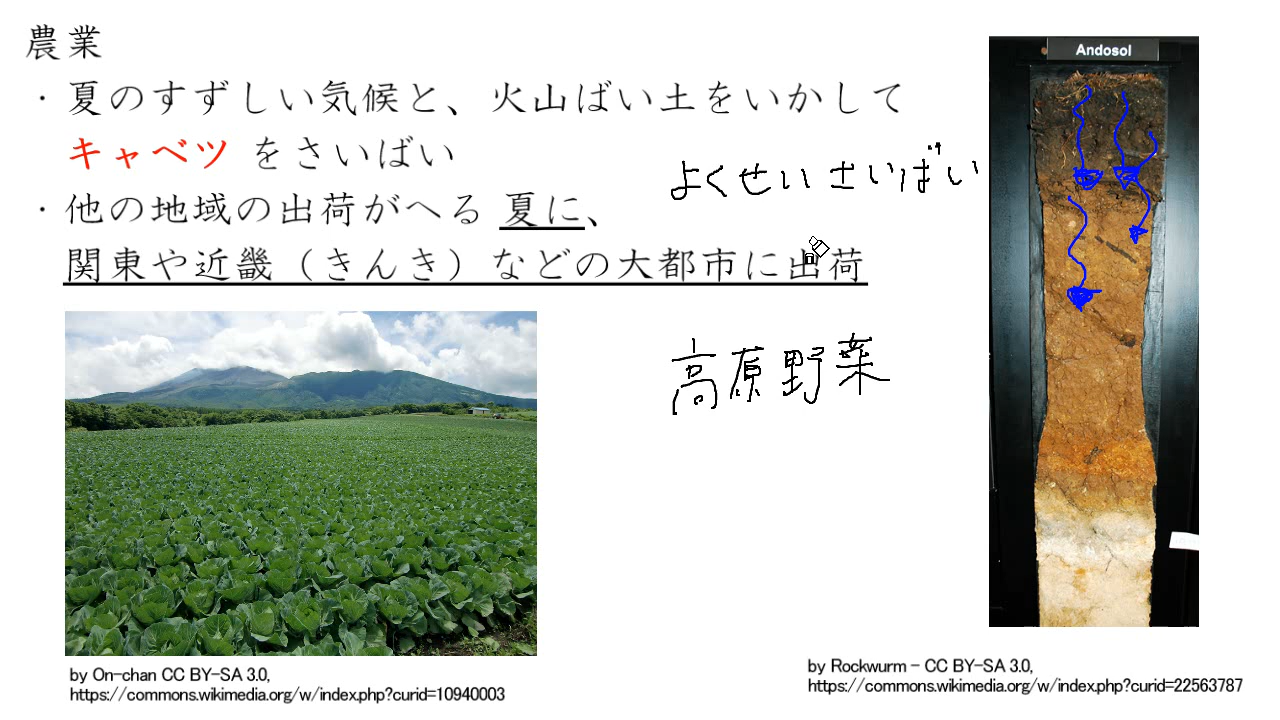 農業
・夏のすずしい気候と、火山ばい土をいかして
キャベツ をさいばい
・他の地域の出荷がへる 夏に、
関東や近畿（きんき）などの大都市に出荷
よくせいさいばい
高原野菜
Andosol
by On-chan CC BY-SA 3.0,
https://commons.wikimedia.org/w/index.php?curid=10940003
by Rockwurm - CC BY-SA 3.0,
https://commons.wikimedia.org/w/index.php?curid=22563787